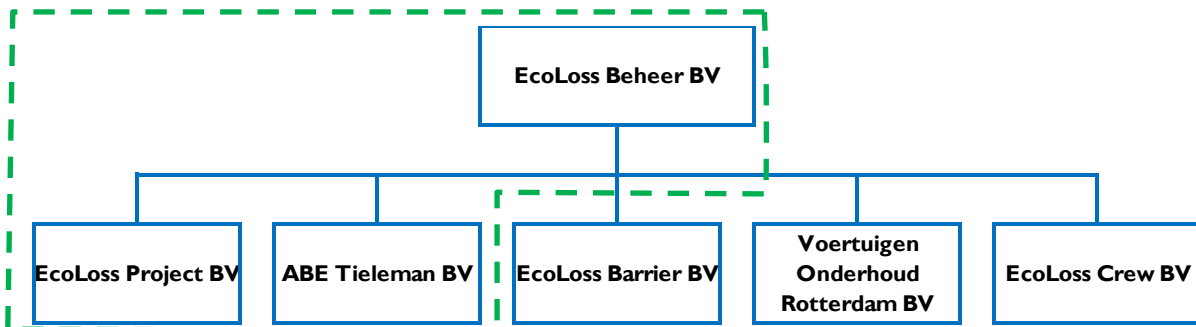 EcoLoss Beheer BV
EcoLoss Project BV
ABE Tieleman BV
EcoLoss Barrier BV
Voertuigen
Onderhoud
Rotterdam BV
EcoLoss Crew BV